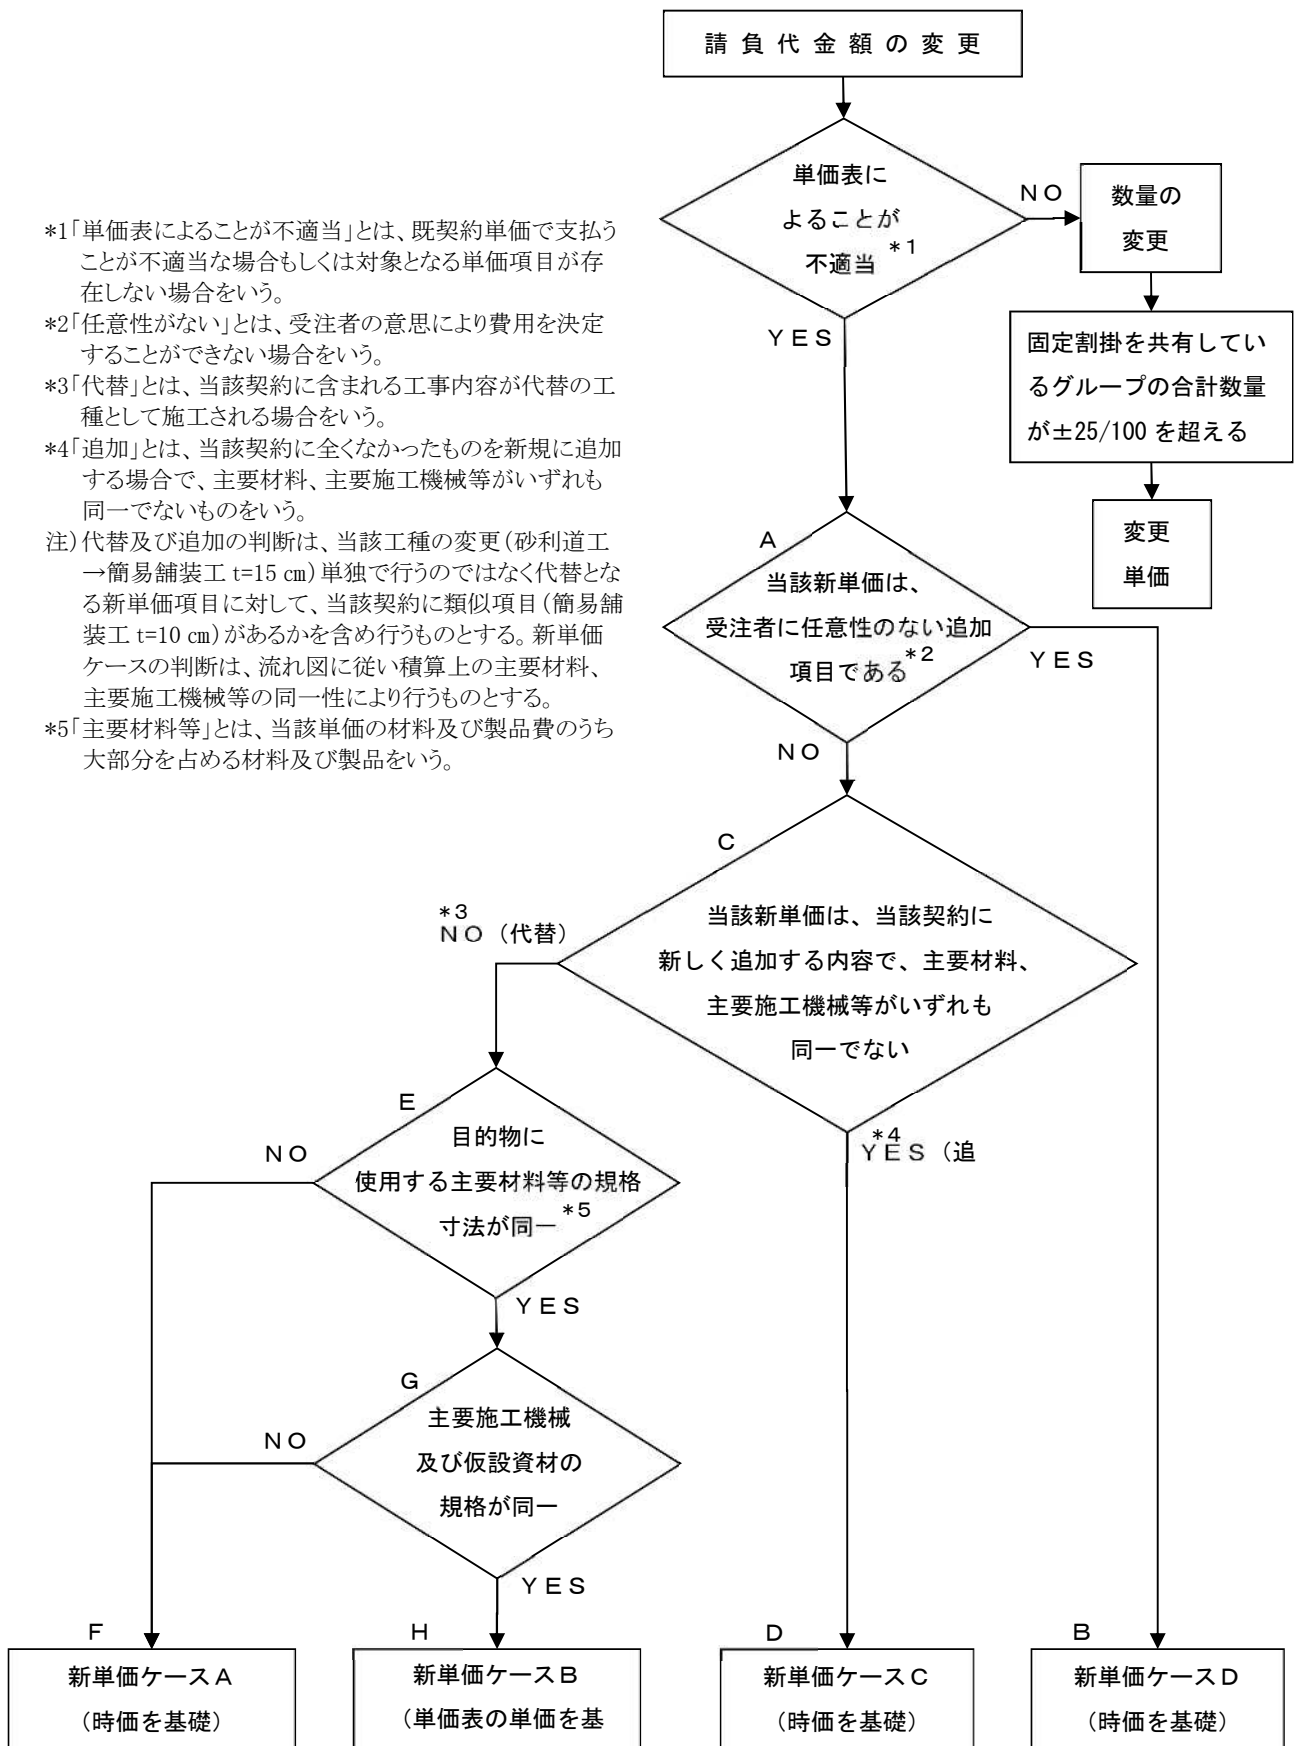 請負代金額の変更
単価表に
よることが
不適当*1
NO
数量の
変更
YES
固定割掛を共有してい
るグループの合計数量
が±25/100を超える
変更
単価
*1「単価表によることが不適当」とは、既契約単価で支払う
ことが不適当な場合もしくは対象となる単価項目が存
在しない場合をいう。
*2「任意性がない」とは、受注者の意思により費用を決定
することができない場合をいう。
*3「代替」とは、当該契約に含まれる工事内容が代替の工
種として施工される場合をいう。
*4「追加」とは、当該契約に全くなかったものを新規に追加
する場合で、主要材料、主要施工機械等がいずれも
同一でないものをいう。
注)代替及び追加の判断は、当該工種の変更(砂利道工
→簡易舗装工 t=15 cm)単独で行うのではなく代替とな
る新単価項目に対して、当該契約に類似項目(簡易舗
装工 t=10 cm)があるかを含め行うものとする。新単価
ケースの判断は、流れ図に従い積算上の主要材料、
主要施工機械等の同一性により行うものとする。
*5「主要材料等」とは、当該単価の材料及び製品費のうち
大部分を占める材料及び製品をいう。
A
当該新単価は、
受注者に任意性のない追加
項目である*2
YES
NO
C
当該新単価は、当該契約に
新しく追加する内容で、主要材料、
主要施工機械等がいずれも
同一でない
*3
NO(代替)
*4
YES(追
E
目的物に
使用する主要材料等の規格
寸法が同一*5
NO
YES
G
主要施工機械
及び仮設資材の
規格が同一
NO
YES
F
新単価ケースA
(時価を基礎)
H
新単価ケースB
(単価表の単価を基
D
新単価ケースC
(時価を基礎)
B
新単価ケースD
(時価を基礎)